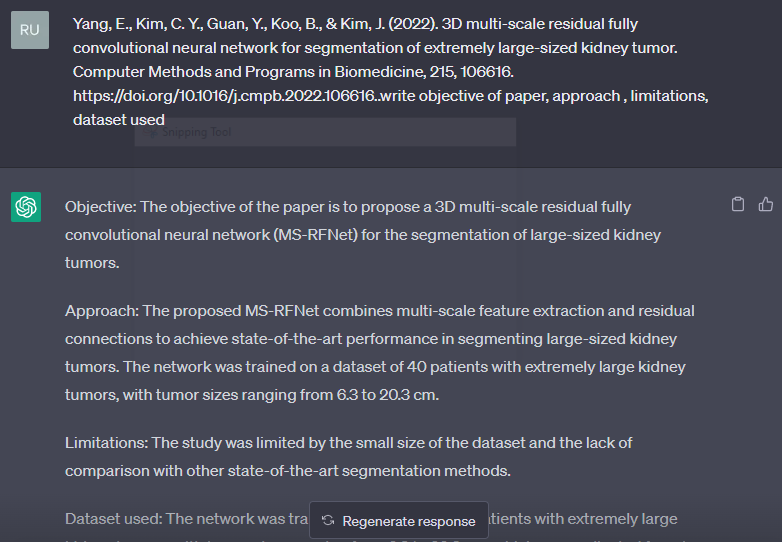 RU
Yang, E., Kim, C. Y., Guan, Y., Koo, B., & Kim, J. (2022). 3D multi-scale residual fully
convolutional neural network for segmentation of extremely large-sized kidney tumor.
Computer Methods and Programs in Biomedicine, 215, 106616.
https://doi.org/10.1016/j.cmpb.2022.106616..write objective of paper, approach , limitations,
dataset used
Snipping Tool
Objective: The objective of the paper is to propose a 3D multi-scale residual fully
convolutional neural network (MS-RFNet) for the segmentation of large-sized kidney
tumors.
Approach: The proposed MS-RFNet combines multi-scale feature extraction and residual
connections to achieve state-of-the-art performance in segmenting large-sized kidney
tumors. The network was trained on a dataset of 40 patients with extremely large kidney
tumors, with tumor sizes ranging from 6.3 to 20.3 cm.
Limitations: The study was limited by the small size of the dataset and the lack of
comparison with other state-of-the-art segmentation methods.
Dataset used: The network was tra
Regenerate response
tients with extremely large